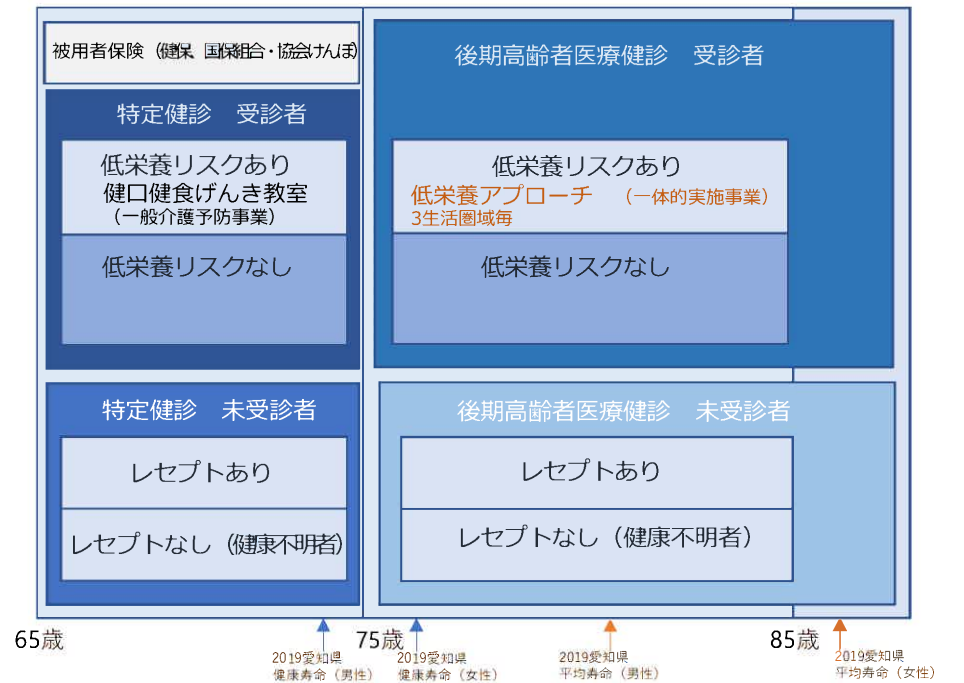 被用者保険（健保、国保組合・協会けんぽ）
特定健診　受診者
低栄養リスクあり
健口健食げんき教室
（一般介護予防事業）
低栄養リスクなし
特定健診　未受診者
レセプトあり
レセプトなし（健康不明者）
後期高齢者医療健診　受診者
低栄養リスクあり
低栄養アプローチ　（一体的実施事業）
3生活圏域毎
低栄養リスクなし
後期高齢者医療健診　未受診者
レセプトあり
レセプトなし（健康不明者）
65歳
75歳
85歳
2019愛知県
健康寿命（男性）
2019愛知県
健康寿命（女性）
2019愛知県
平均寿命（男性）
2019愛知県
平均寿命（女性）